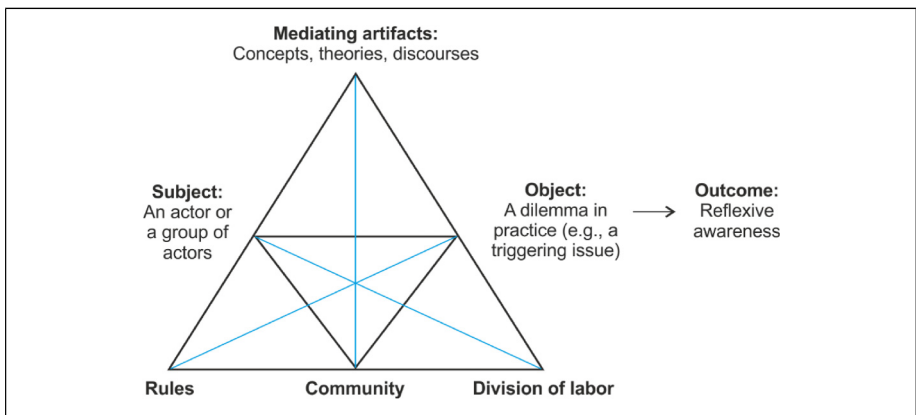 Mediating artifacts:
Concepts, theories, discourses
Subject:
An actor or
a group of
actors
Object:
A dilemma in
practice (e.g., a
triggering issue)
Outcome:
Reflexive
awareness
Rules
Community
Division of labor